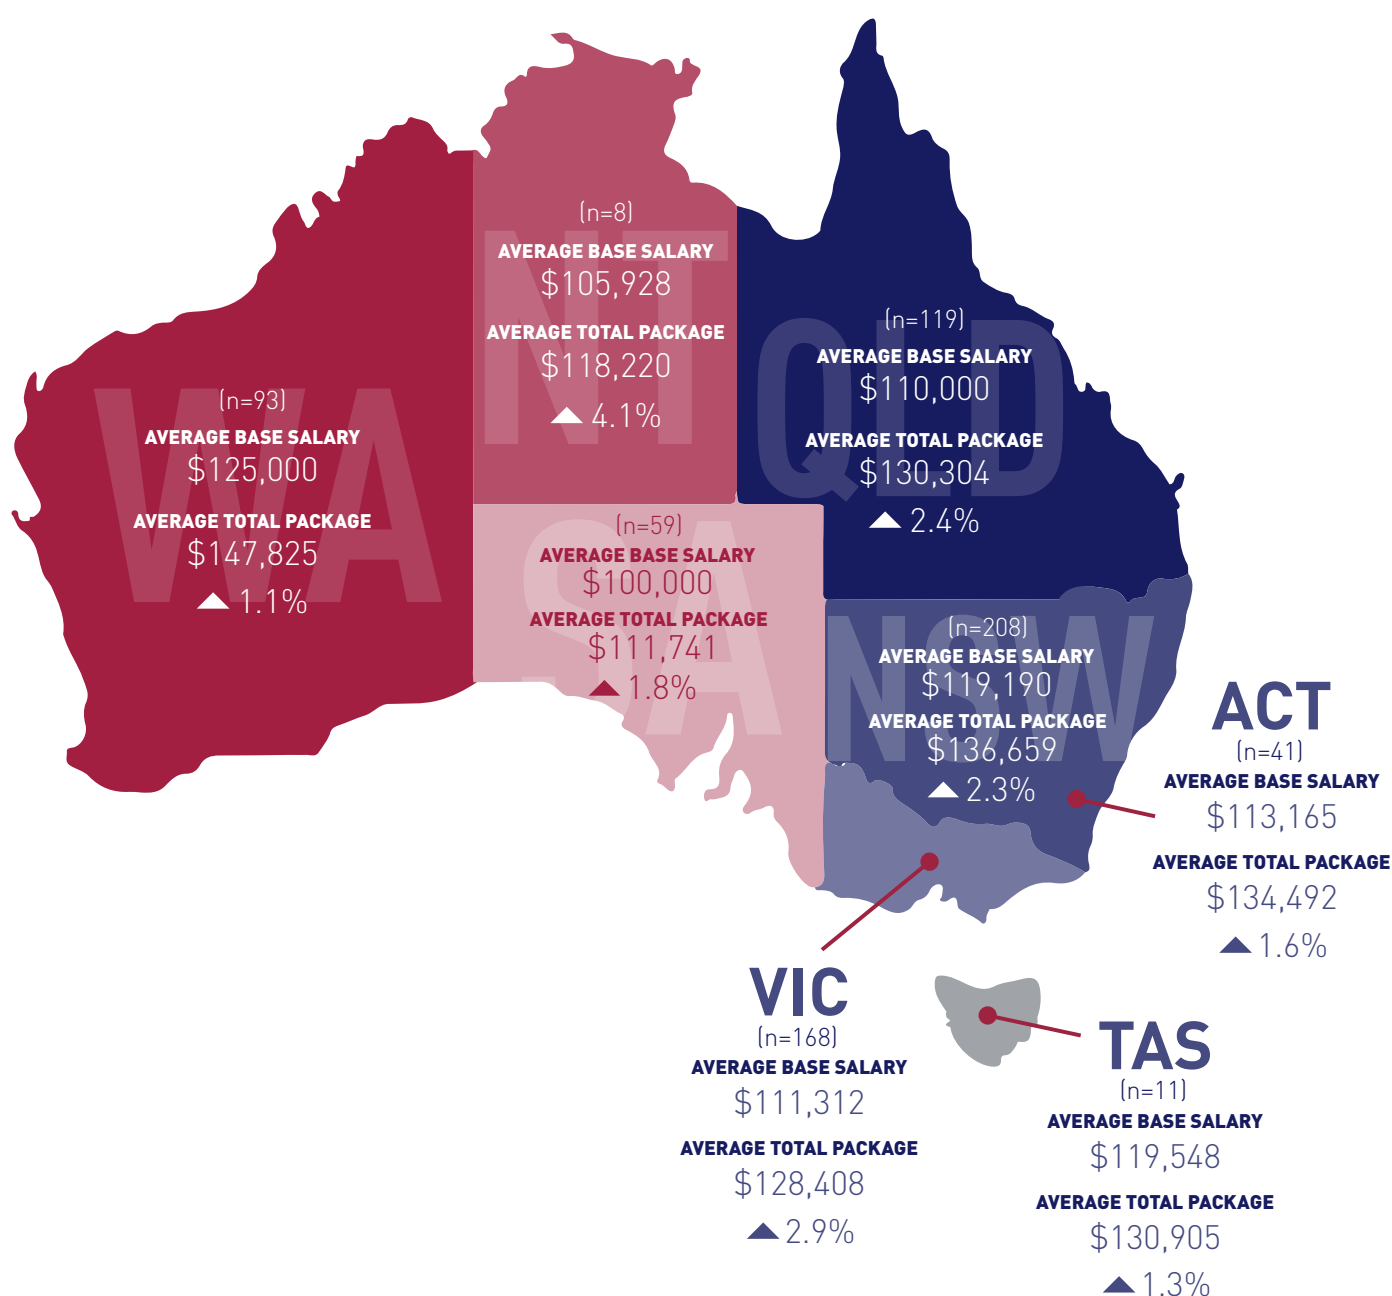 WA
(n=93)
AVERAGE BASE SALARY
$125,000
AVERAGE TOTAL PACKAGE
$147,825
▲ 1.1%
NT
(n=8)
AVERAGE BASE SALARY
$105,928
AVERAGE TOTAL PACKAGE
$118,220
▲ 4.1%
QLD
(n=119)
AVERAGE BASE SALARY
$110,000
AVERAGE TOTAL PACKAGE
$130,304
▲ 2.4%
SA
(n=59)
AVERAGE BASE SALARY
$100,000
AVERAGE TOTAL PACKAGE
$111,741
▲ 1.8%
NSW
(n=208)
AVERAGE BASE SALARY
$119,190
AVERAGE TOTAL PACKAGE
$136,659
▲ 2.3%
ACT
(n=41)
AVERAGE BASE SALARY
$113,165
AVERAGE TOTAL PACKAGE
$134,492
▲ 1.6%
VIC
(n=168)
AVERAGE BASE SALARY
$111,312
AVERAGE TOTAL PACKAGE
$128,408
▲ 2.9%
TAS
(n=11)
AVERAGE BASE SALARY
$119,548
AVERAGE TOTAL PACKAGE
$130,905
▲ 1.3%